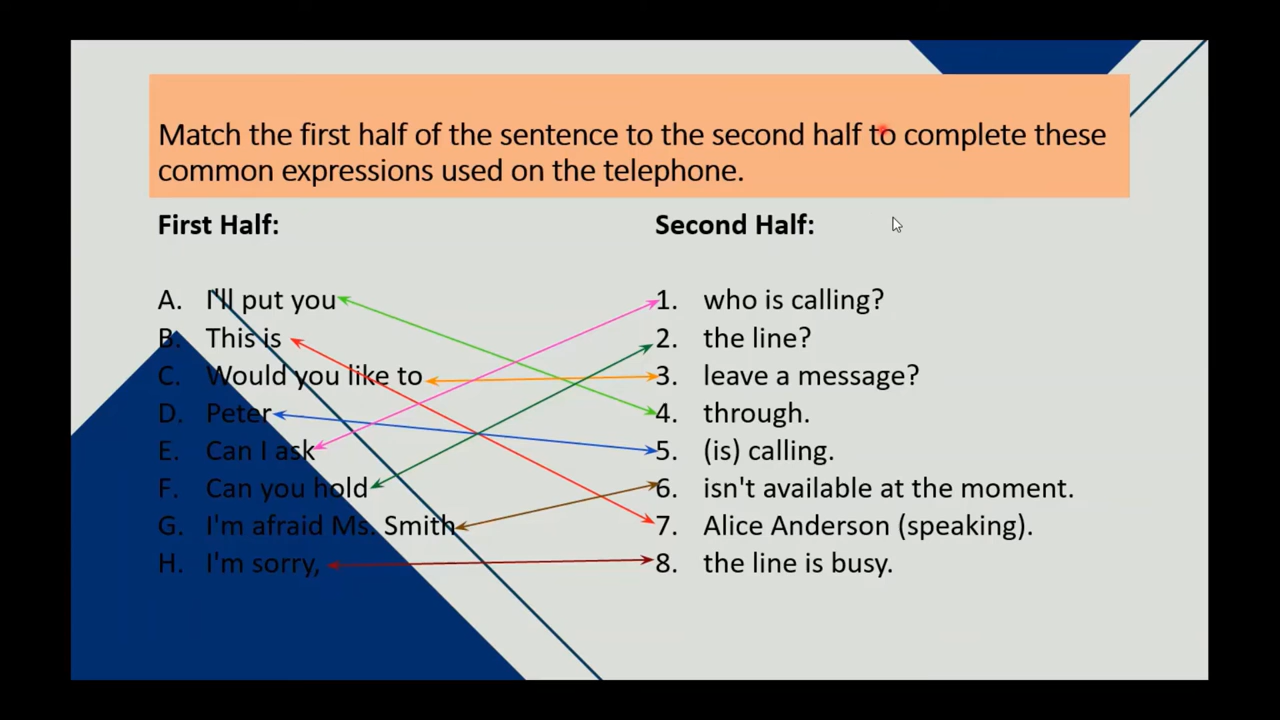 Match the first half of the sentence to the second half to complete these
common expressions used on the telephone.
First Half:
Second Half:
A. I'll put you
B. This is
C. Would you like to
D. Peter
E. Can I ask
F. Can you hold
G. I'm afraid Ms. Smith
H. I'm sorry,
1. who is calling?
2. the line?
3. leave a message?
4. through.
5. (is) calling.
6. isn't available at the moment.
7. Alice Anderson (speaking).
8. the line is busy.